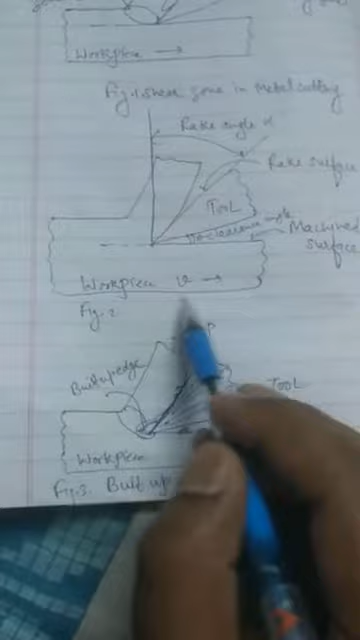 Workpiece
Fig. 1 shear zone in metal cutting
Rake angle α
Rake surface
TOOL
clearance angle
Machined
Surface
Workpiece v
Fig. 2
Built up edge
TOOL
Workpiece
Fig. 3. Built up